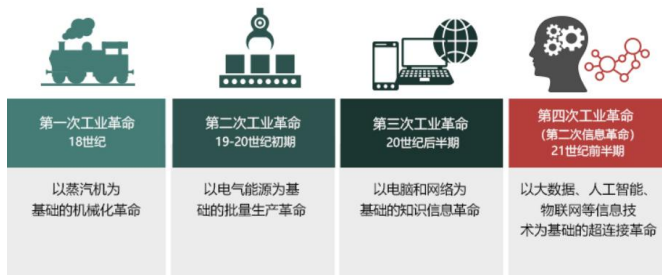 第一次工业革命
18世纪
以蒸汽机为
基础的机械化革命
第二次工业革命
19-20世纪初期
以电气能源为基
础的批量生产革命
第三次工业革命
20世纪后半期
以电脑和网络为
基础的知识信息革命
第四次工业革命
(第二次信息革命)
21世纪前半期
以大数据、人工智能、
物联网等信息技
术为基础的超连接革命